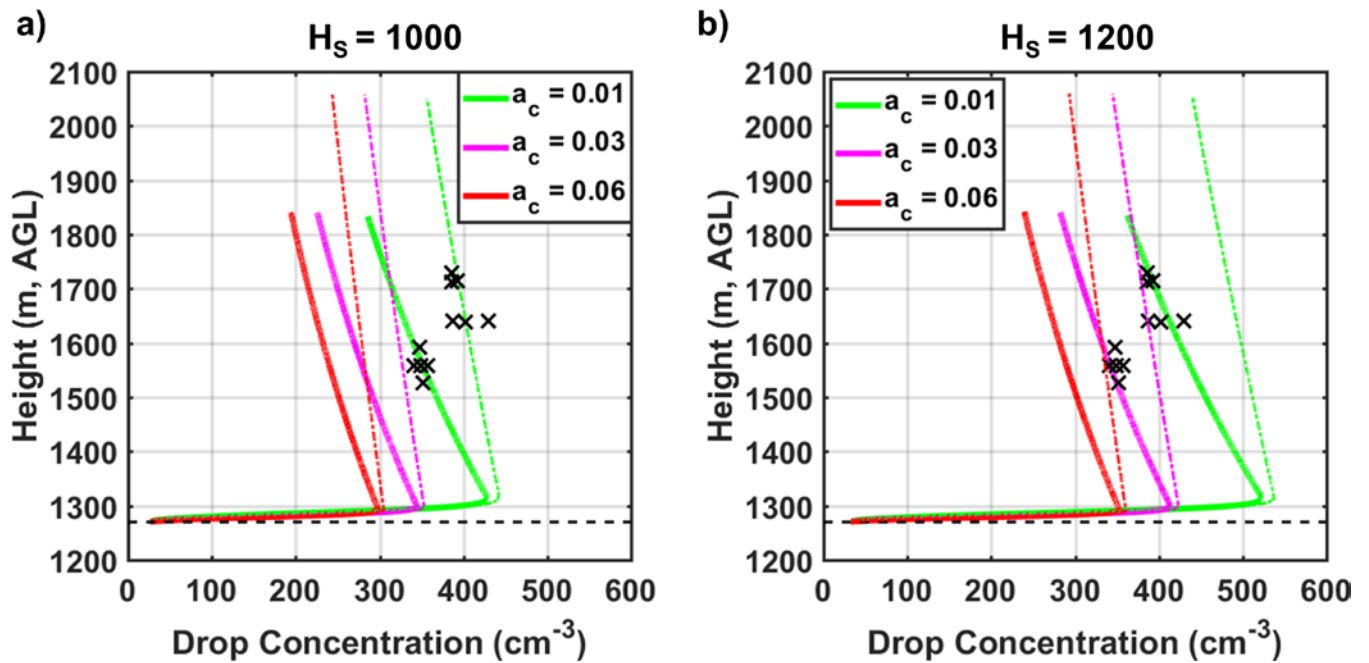 a)
H_S = 1000
2100
2000
1900
1800
1700
1600
1500
1400
1300
1200
Height (m, AGL)
a_c = 0.01
a_c = 0.03
a_c = 0.06
0 100 200 300 400 500 600
Drop Concentration (cm^-3)
b)
H_S = 1200
2100
2000
1900
1800
1700
1600
1500
1400
1300
1200
Height (m, AGL)
a_c = 0.01
a_c = 0.03
a_c = 0.06
0 100 200 300 400 500 600
Drop Concentration (cm^-3)